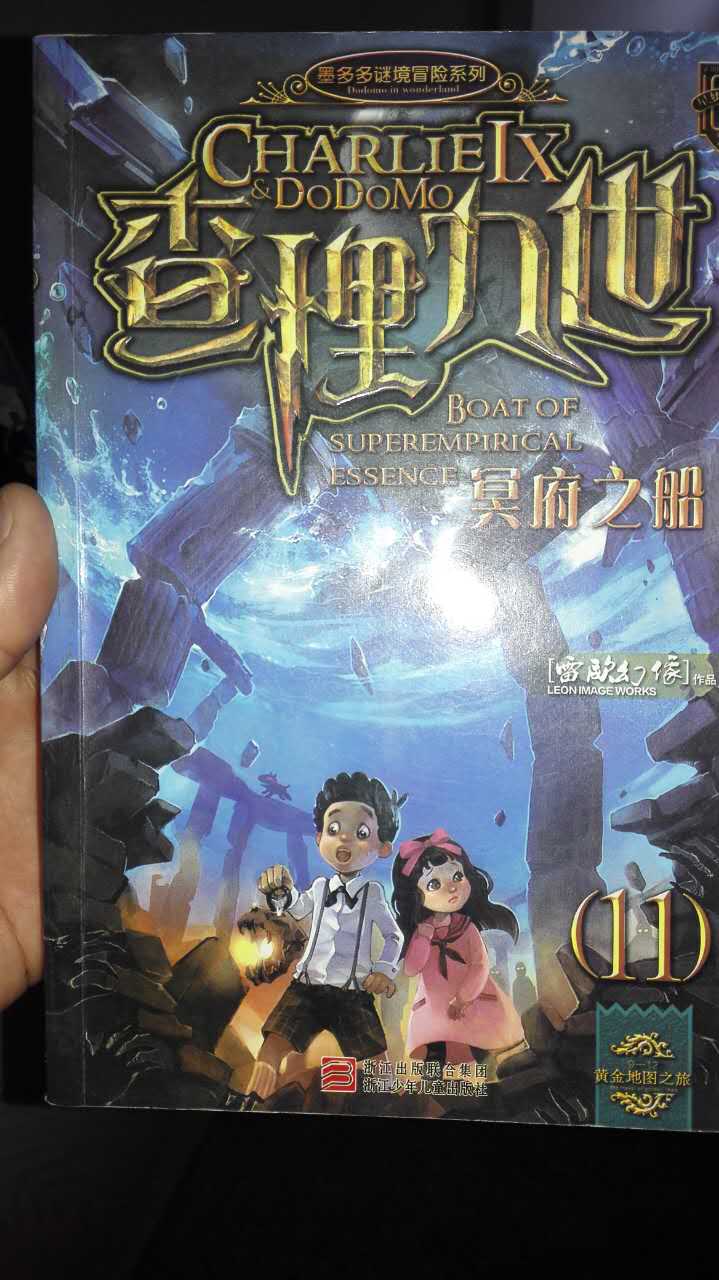 墨多多谜境冒险系列
Dodomo in wonderland
CHARLIE IX
& DODOMO
查理九世
BOAT OF
SUPEREMPIRICAL
ESSENCE
冥府之船
[雷欧幻像]作品
LEON IMAGE WORKS
(11)
9—12
黄金地图之旅
浙江出版联合集团
浙江少年儿童出版社